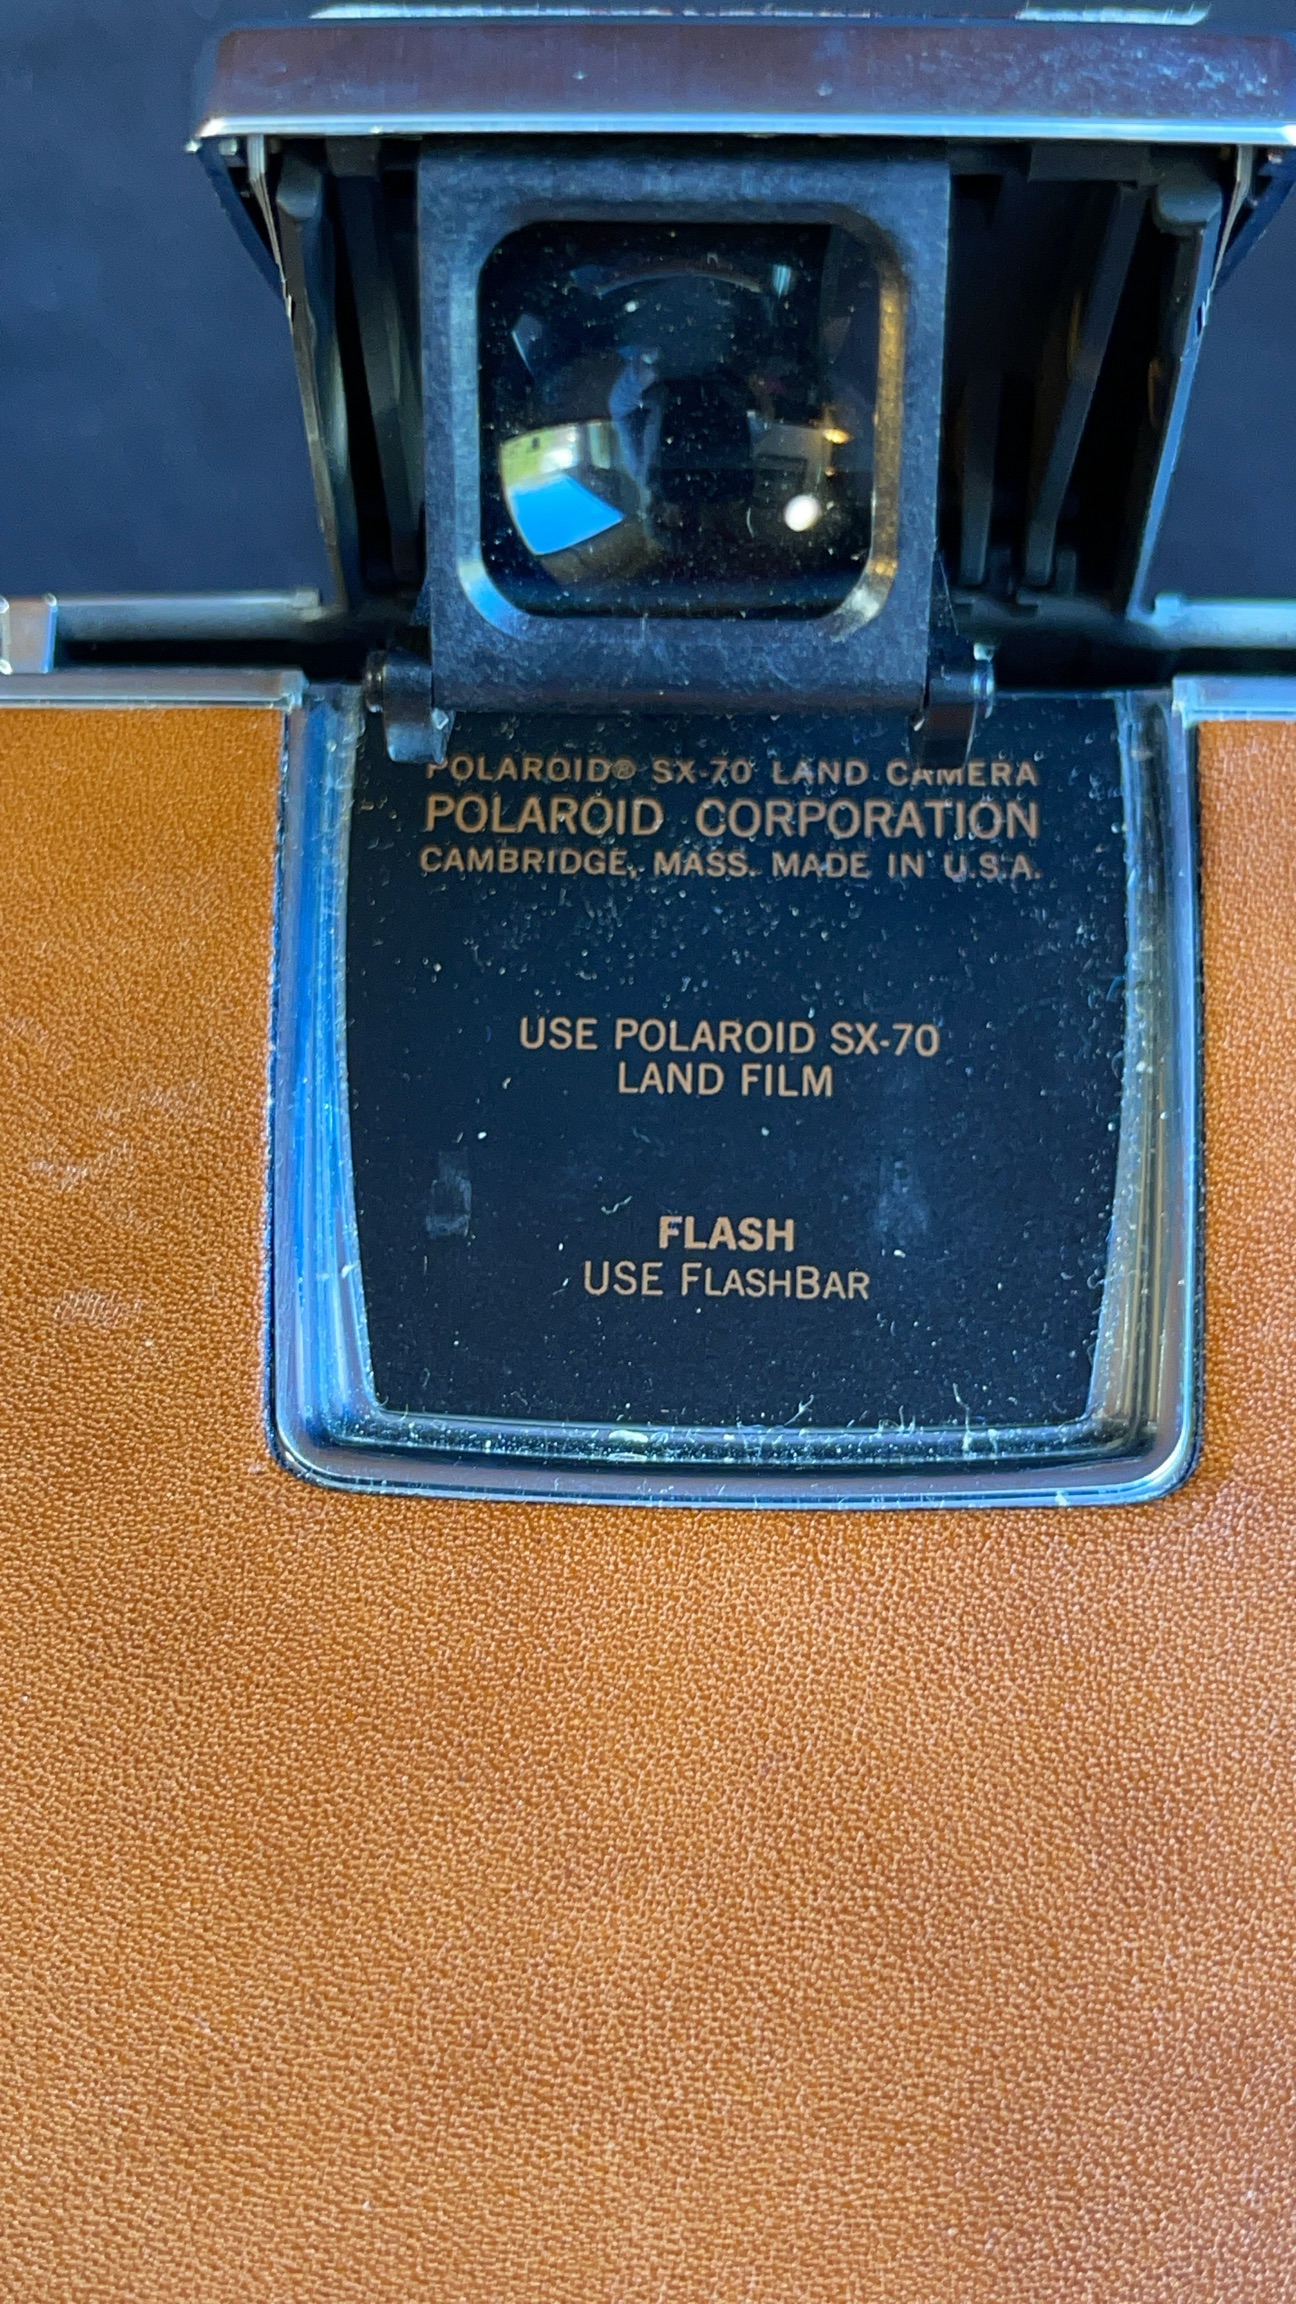 POLAROID® SX-70 LAND CAMERA
POLAROID CORPORATION
CAMBRIDGE, MASS. MADE IN U.S.A.
USE POLAROID SX-70
LAND FILM
FLASH
USE FLASHBAR